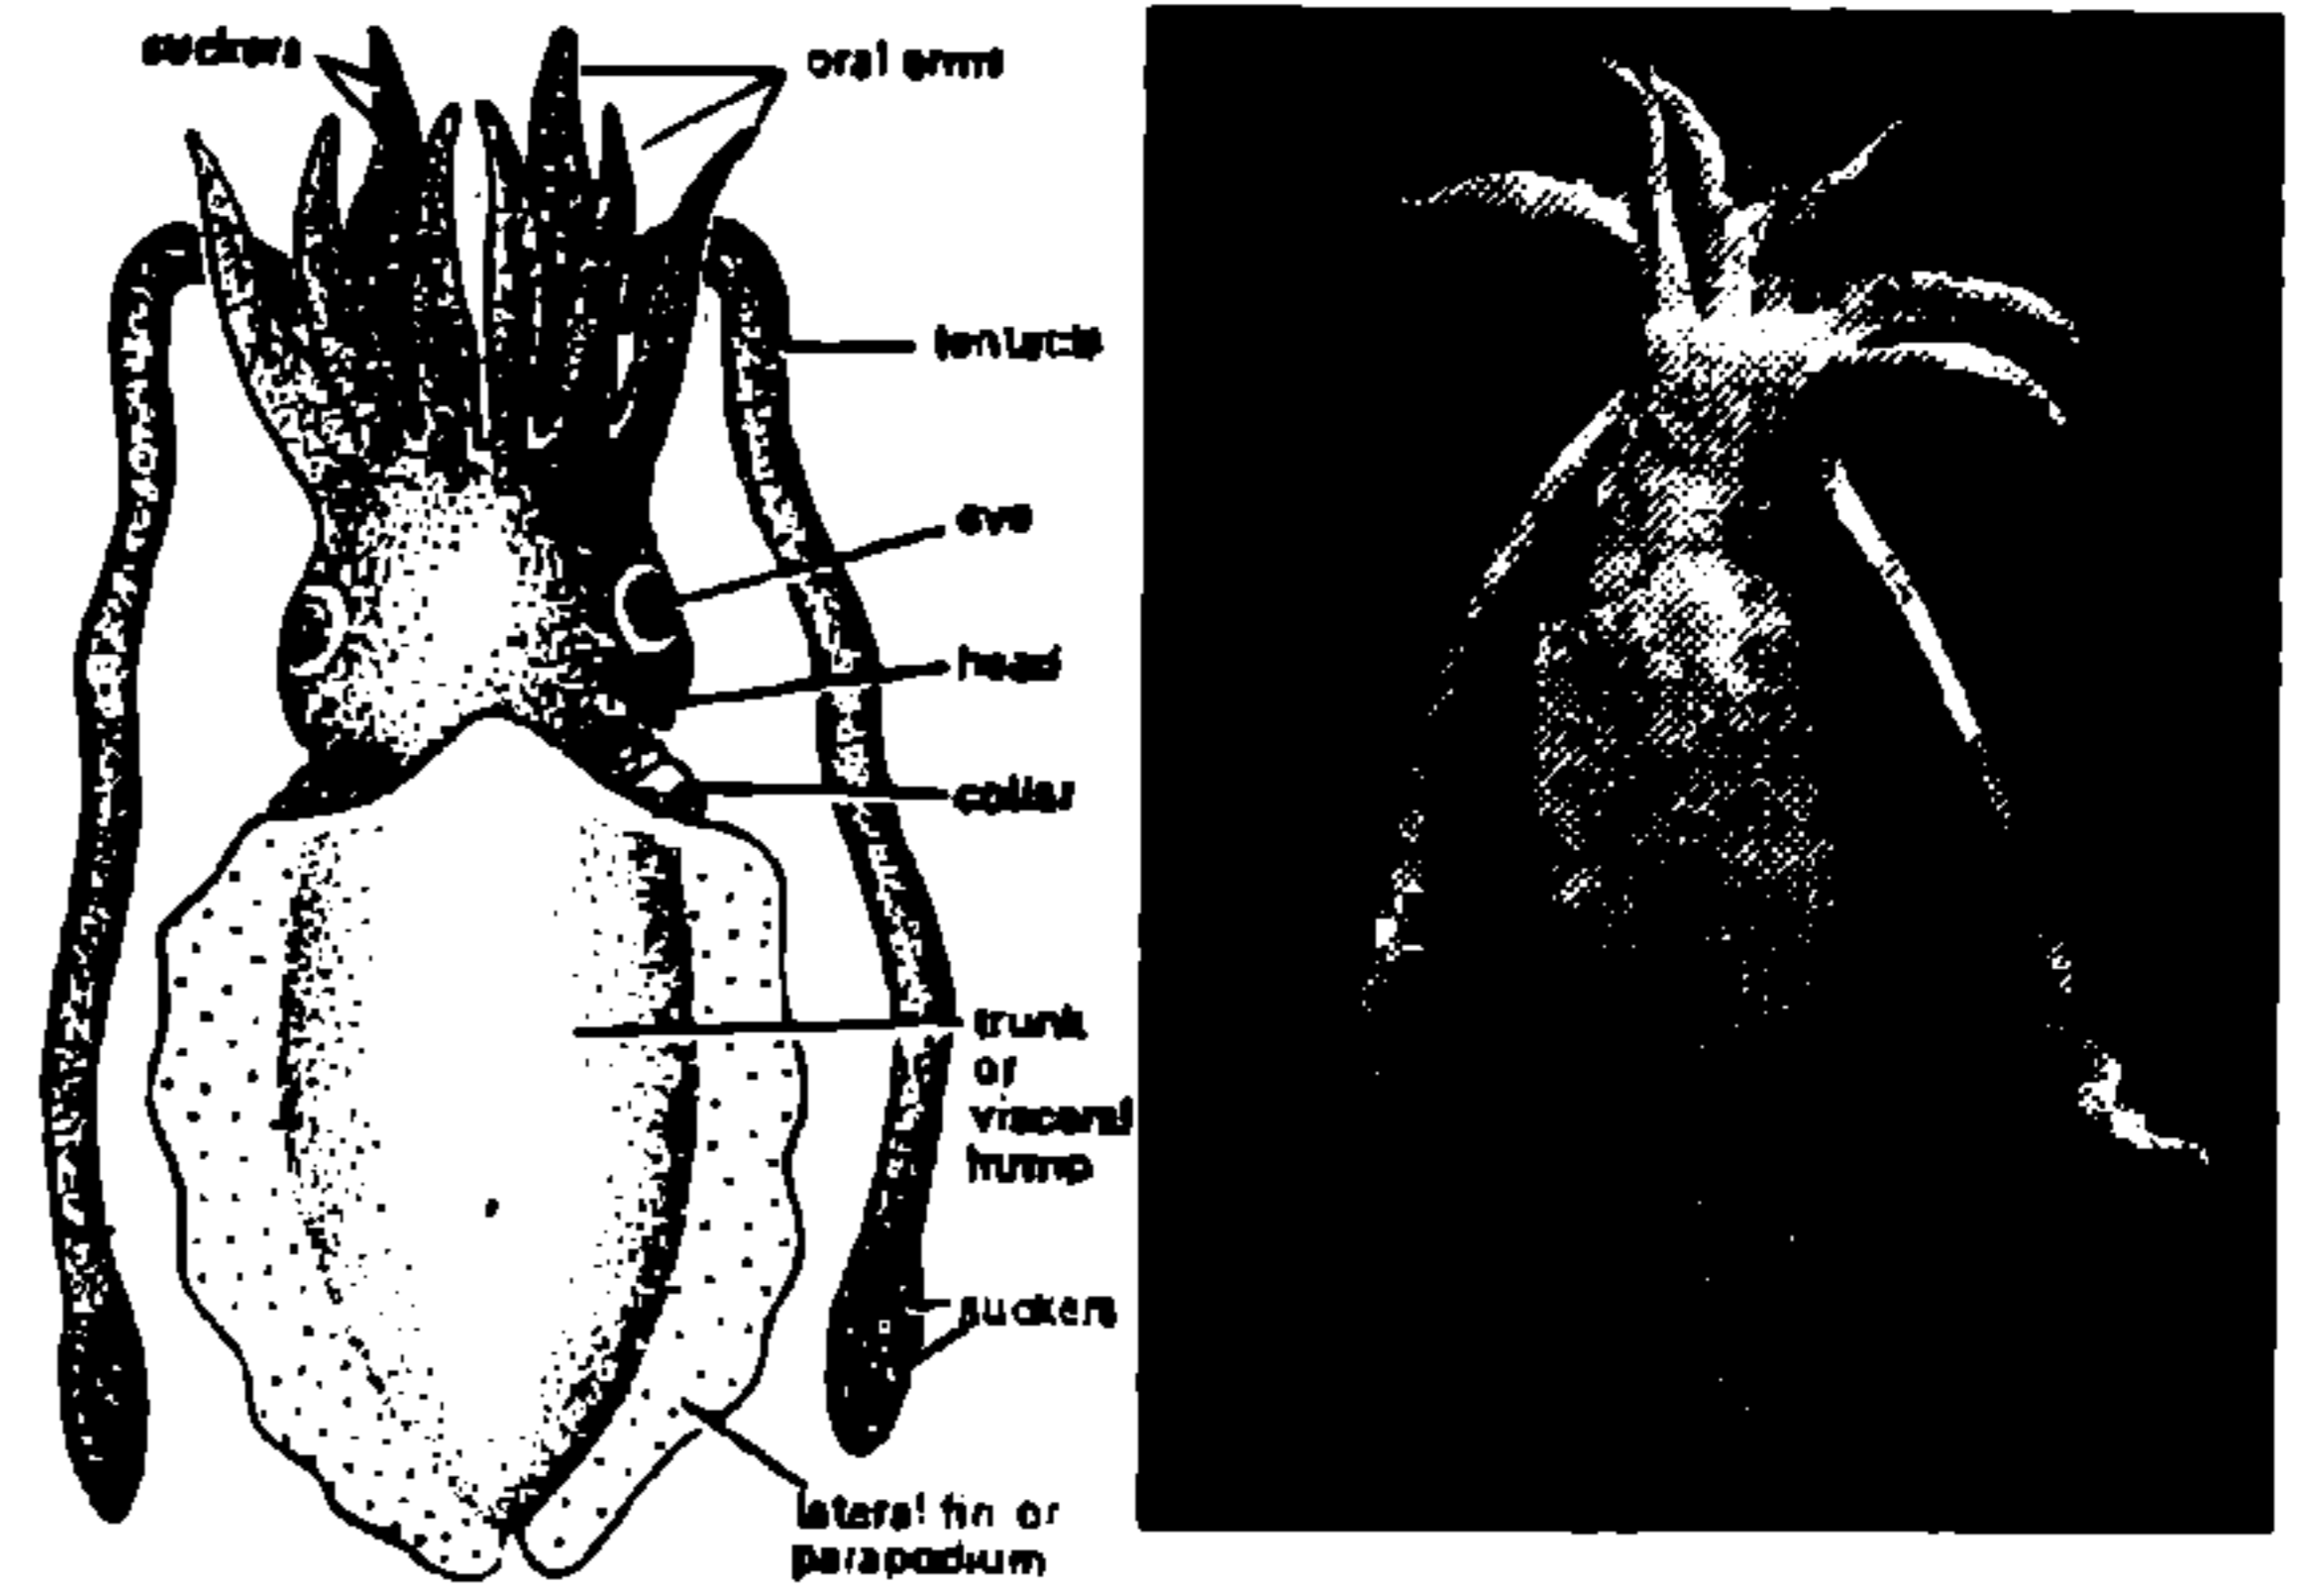 suckers
oral arms
tentacle
eye
head
collar
trunk
or
visceral
hump
suckers
lateral fin or
parapodium